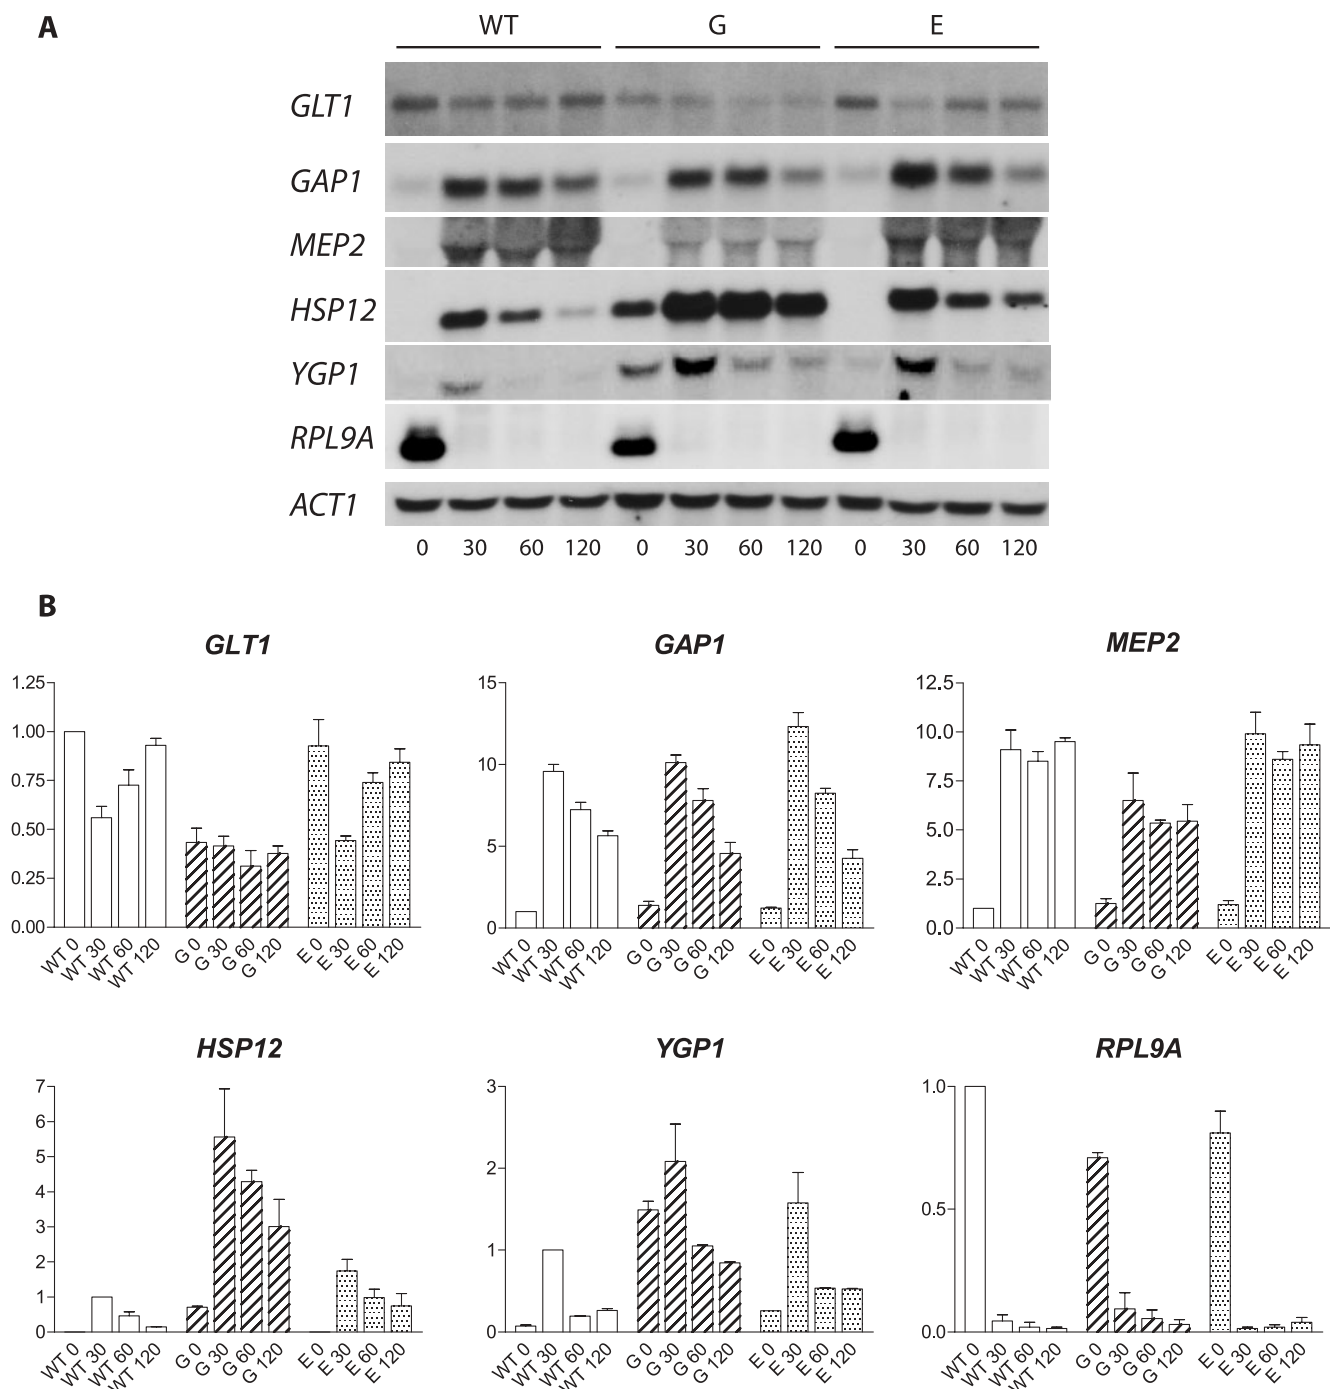 A
WT G E
GLT1
GAP1
MEP2
HSP12
YGP1
RPL9A
ACT1
0 30 60 120 0 30 60 120 0 30 60 120
B
GLT1 GAP1 MEP2
1.25 15 12.5
1.00 10.0
0.75 10 7.5
0.50 5 5.0
0.25 2.5
0.00 0 0.0
WT 0 WT 30 WT 60 WT 120 G 0 G 30 G 60 G 120 E 0 E 30 E 60 E 120 WT 0 WT 30 WT 60 WT 120 G 0 G 30 G 60 G 120 E 0 E 30 E 60 E 120 WT 0 WT 30 WT 60 WT 120 G 0 G 30 G 60 G 120 E 0 E 30 E 60 E 120
HSP12 YGP1 RPL9A
7 3 1.0
6
5 2
4 0.5
3 1
2
1
0 0 0.0
WT 0 WT 30 WT 60 WT 120 G 0 G 30 G 60 G 120 E 0 E 30 E 60 E 120 WT 0 WT 30 WT 60 WT 120 G 0 G 30 G 60 G 120 E 0 E 30 E 60 E 120 WT 0 WT 30 WT 60 WT 120 G 0 G 30 G 60 G 120 E 0 E 30 E 60 E 120